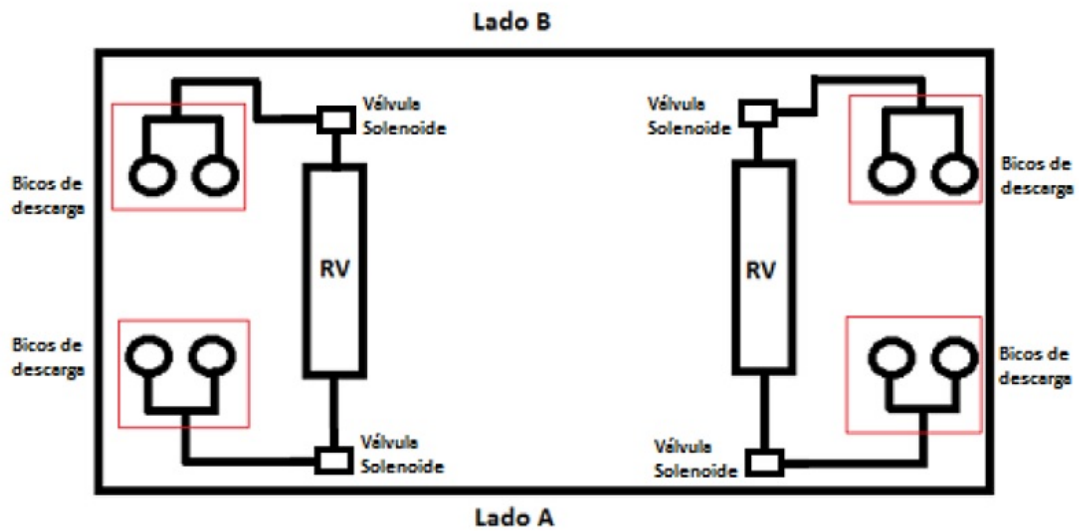 Lado B
Válvula
Solenoide
Válvula
Solenoide
Bicos de
descarga
Bicos de
descarga
RV
RV
Bicos de
descarga
Bicos de
descarga
Válvula
Solenoide
Válvula
Solenoide
Lado A